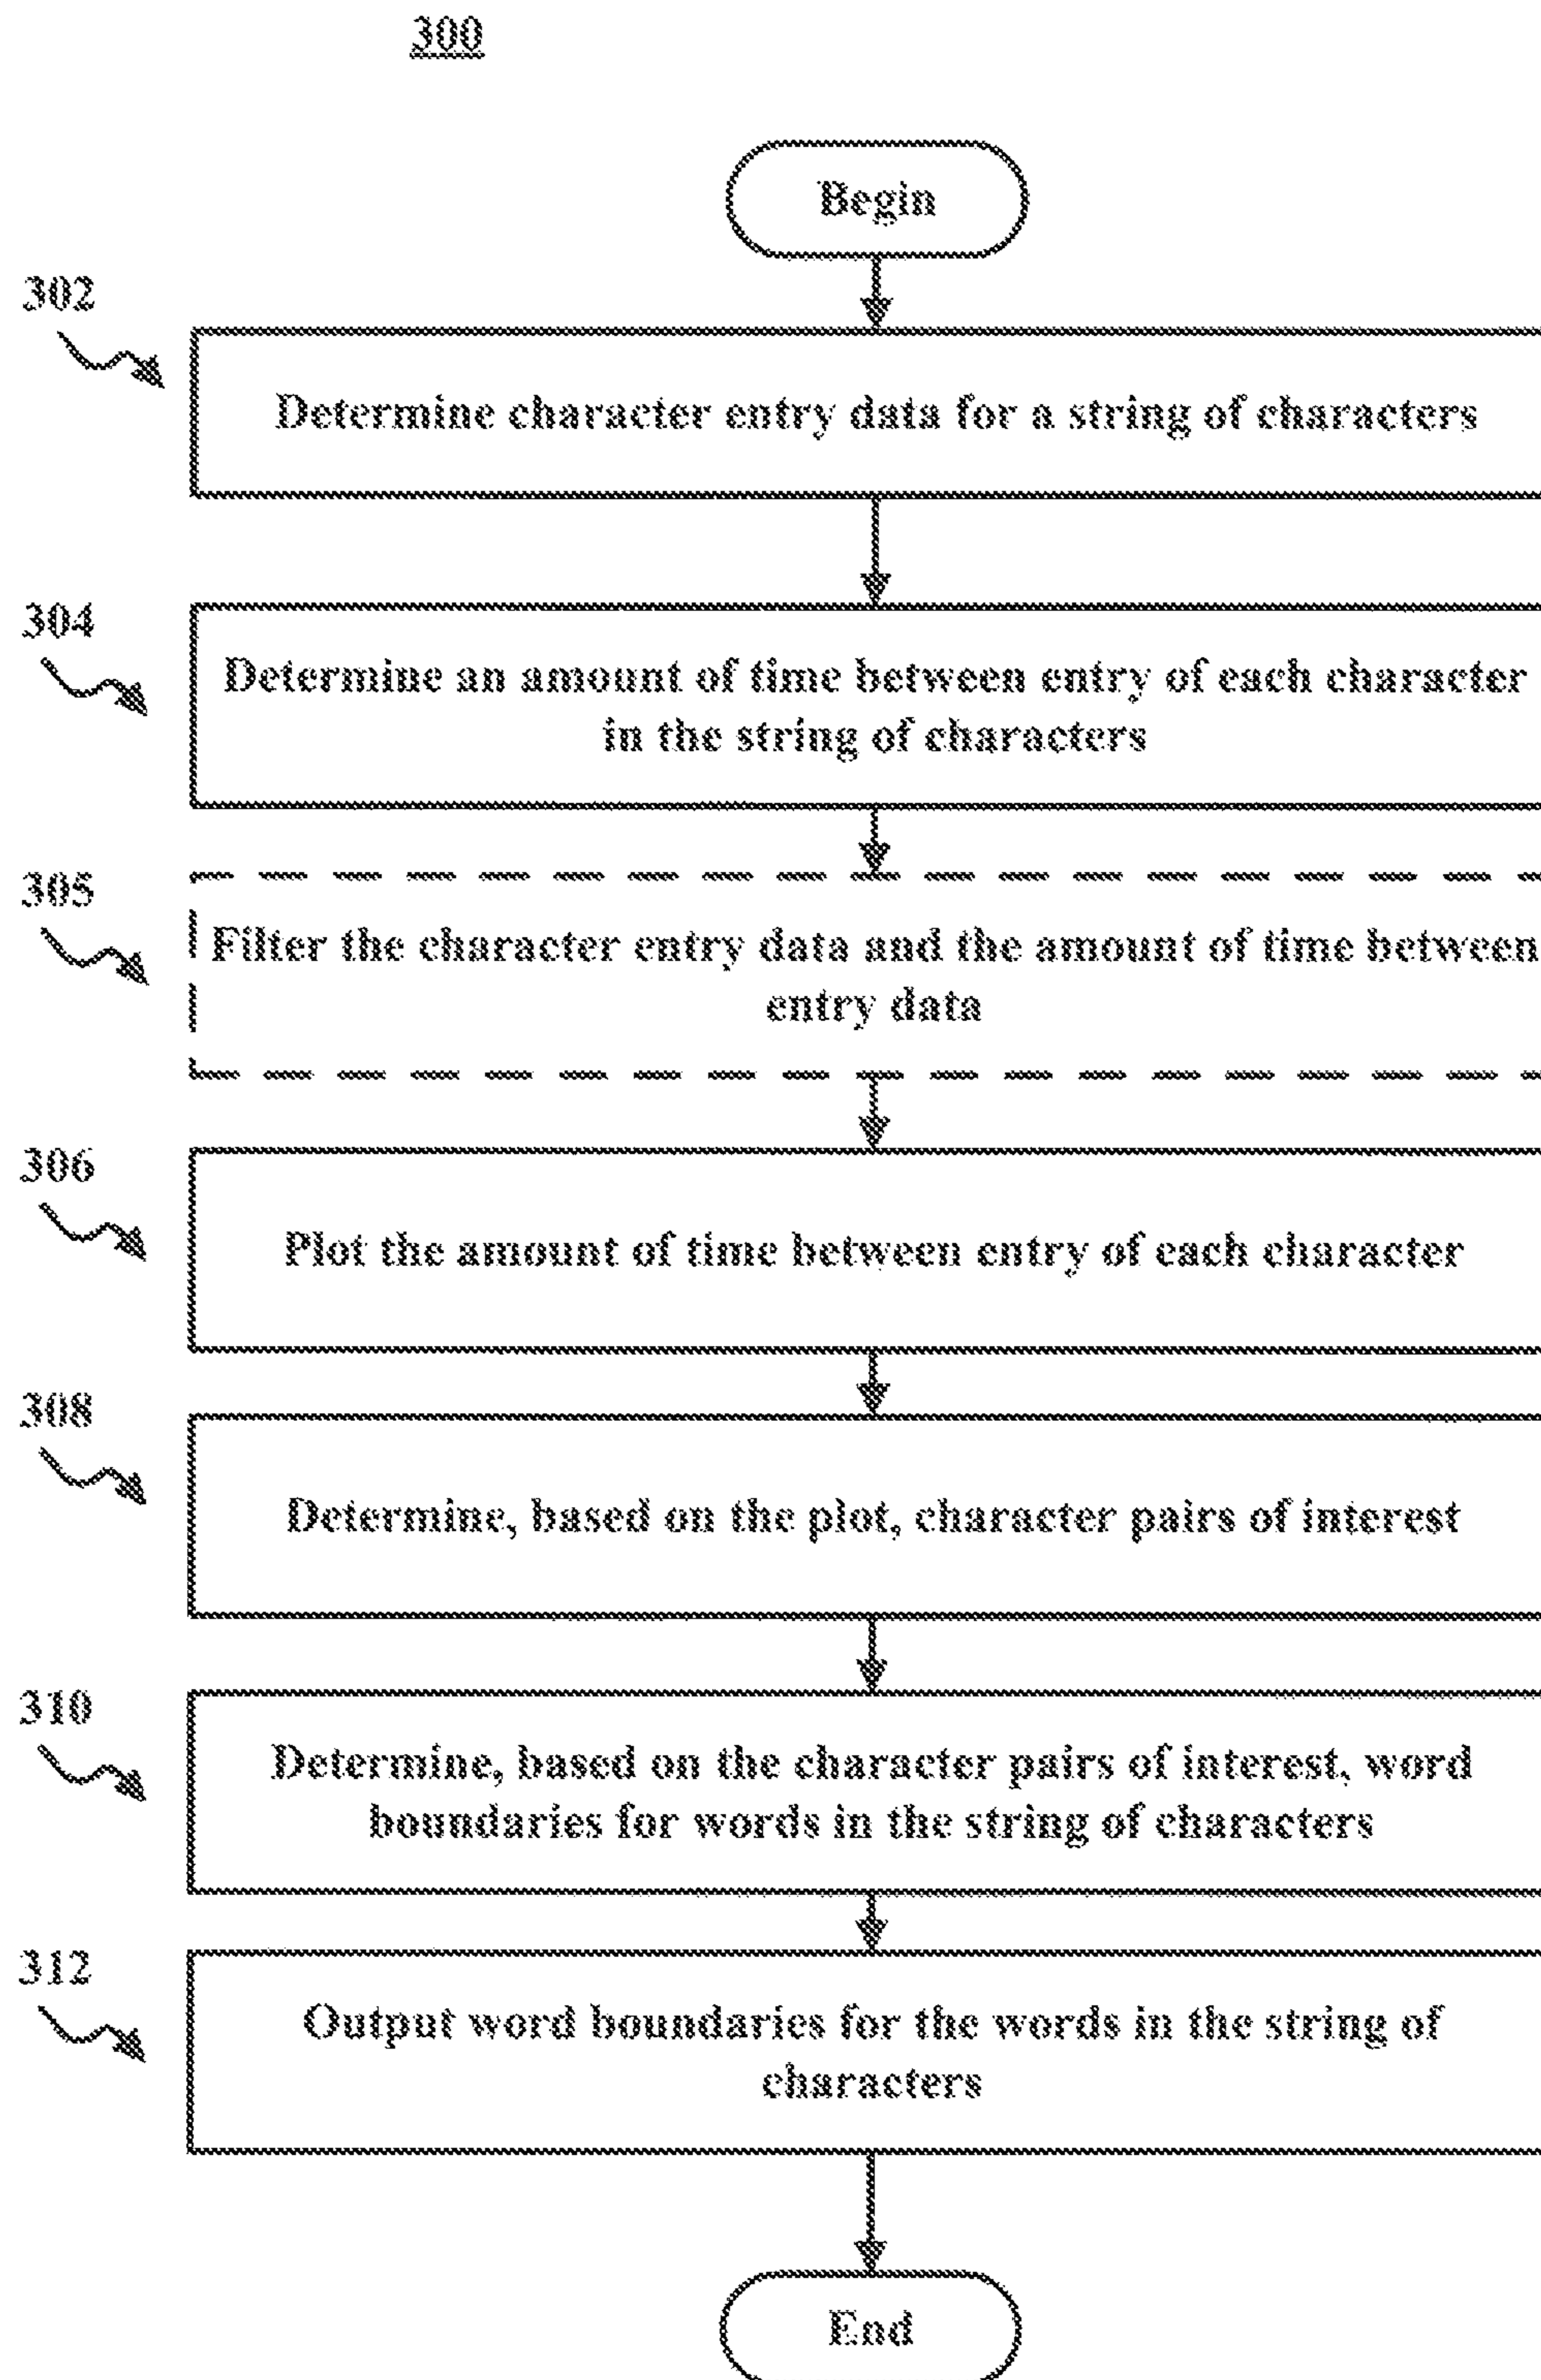 300
Begin
302
Determine character entry data for a string of characters
304
Determine an amount of time between entry of each character
in the string of characters
305
Filter the character entry data and the amount of time between
entry data
306
Plot the amount of time between entry of each character
308
Determine, based on the plot, character pairs of interest
310
Determine, based on the character pairs of interest, word
boundaries for words in the string of characters
312
Output word boundaries for the words in the string of
characters
End